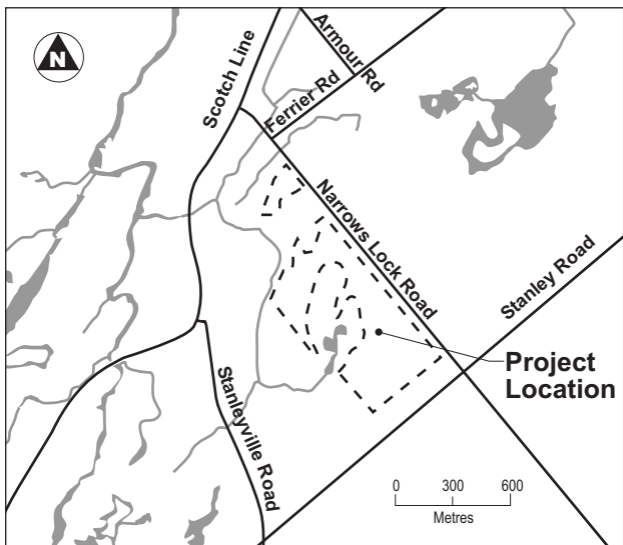 N
Scotch Line
Armour Rd
Ferrier Rd
Narrows Lock Road
Stanley Road
Project
Location
Stanleyville Road
0 300 600
Metres